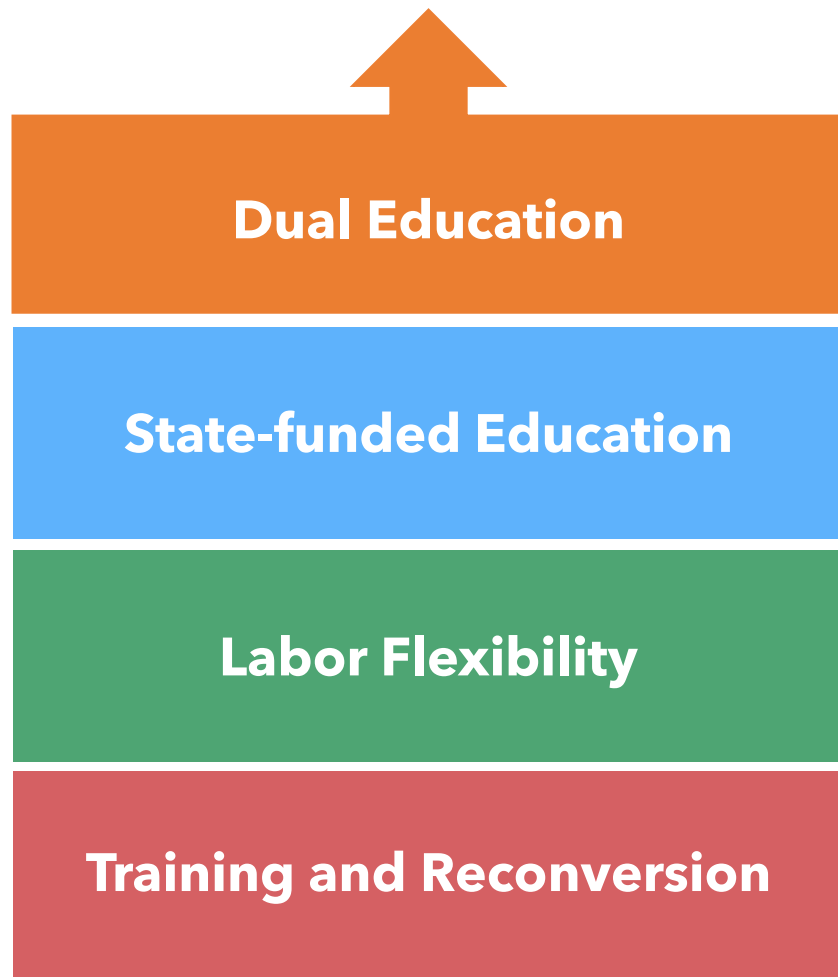 Dual Education
State-funded Education
Labor Flexibility
Training and Reconversion